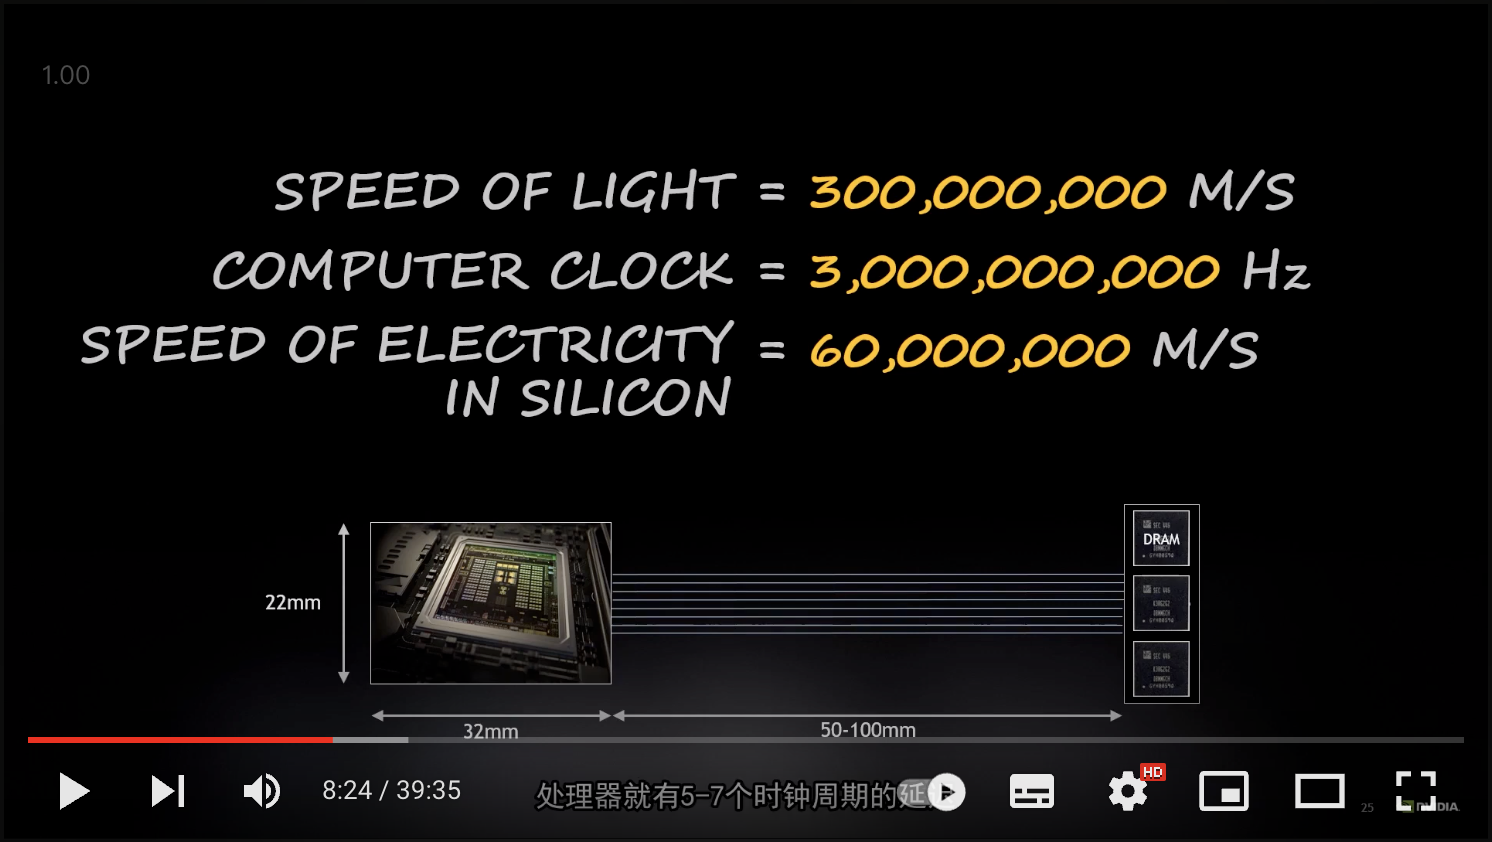 1.00
SPEED OF LIGHT = 300,000,000 M/S
COMPUTER CLOCK = 3,000,000,000 Hz
SPEED OF ELECTRICITY = 60,000,000 M/S
IN SILICON
DRAM
22mm
32mm
50-100mm
HD
8:24 / 39:35
处理器就有5-7个时钟周期的延
25
NVIDIA.